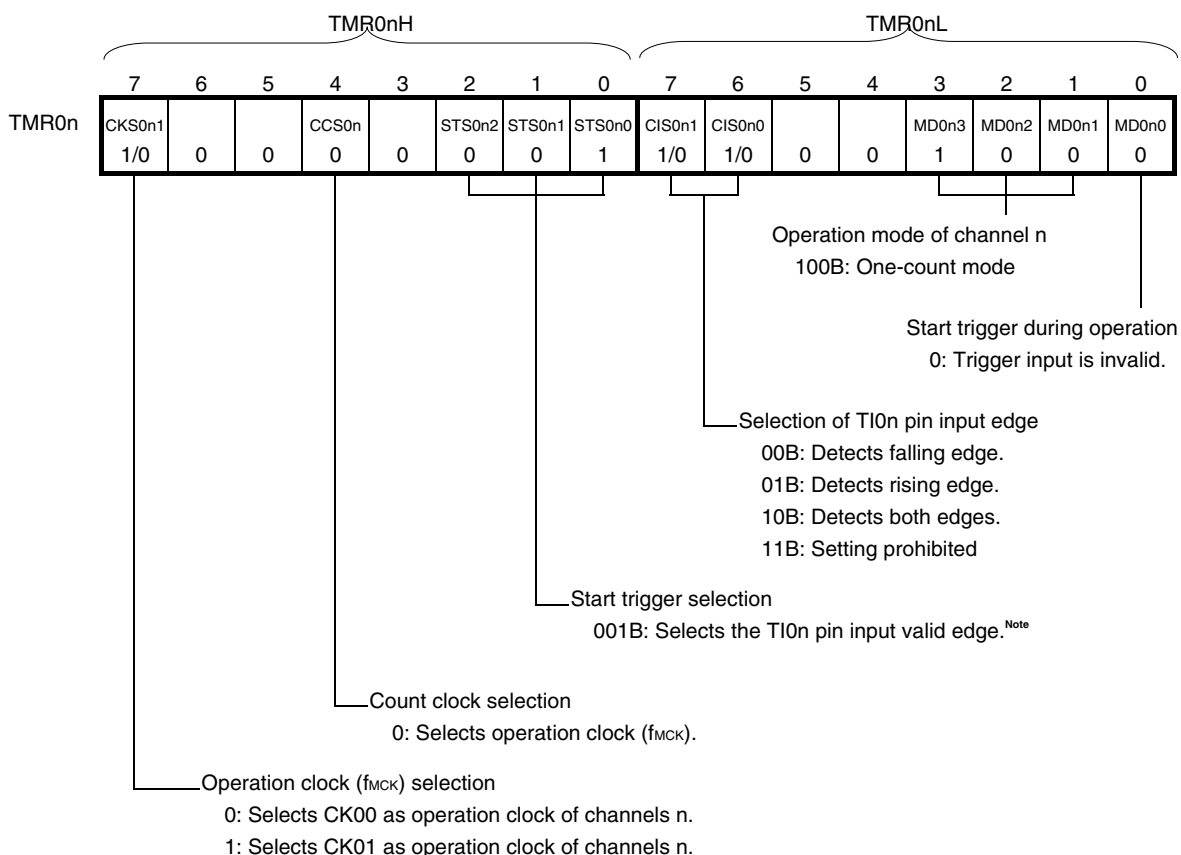 TMR0nH TMR0nL
7 6 5 4 3 2 1 0 7 6 5 4 3 2 1 0
TMR0n CKS0n1 CCS0n STS0n2 STS0n1 STS0n0 CIS0n1 CIS0n0 MD0n3 MD0n2 MD0n1 MD0n0
1/0 0 0 0 0 0 0 1 1/0 1/0 0 0 1 0 0 0
Operation mode of channel n
100B: One-count mode
Start trigger during operation
0: Trigger input is invalid.
Selection of TI0n pin input edge
00B: Detects falling edge.
01B: Detects rising edge.
10B: Detects both edges.
11B: Setting prohibited
Start trigger selection
001B: Selects the TI0n pin input valid edge.Note
Count clock selection
0: Selects operation clock (fMCK).
Operation clock (fMCK) selection
0: Selects CK00 as operation clock of channels n.
1: Selects CK01 as operation clock of channels n.